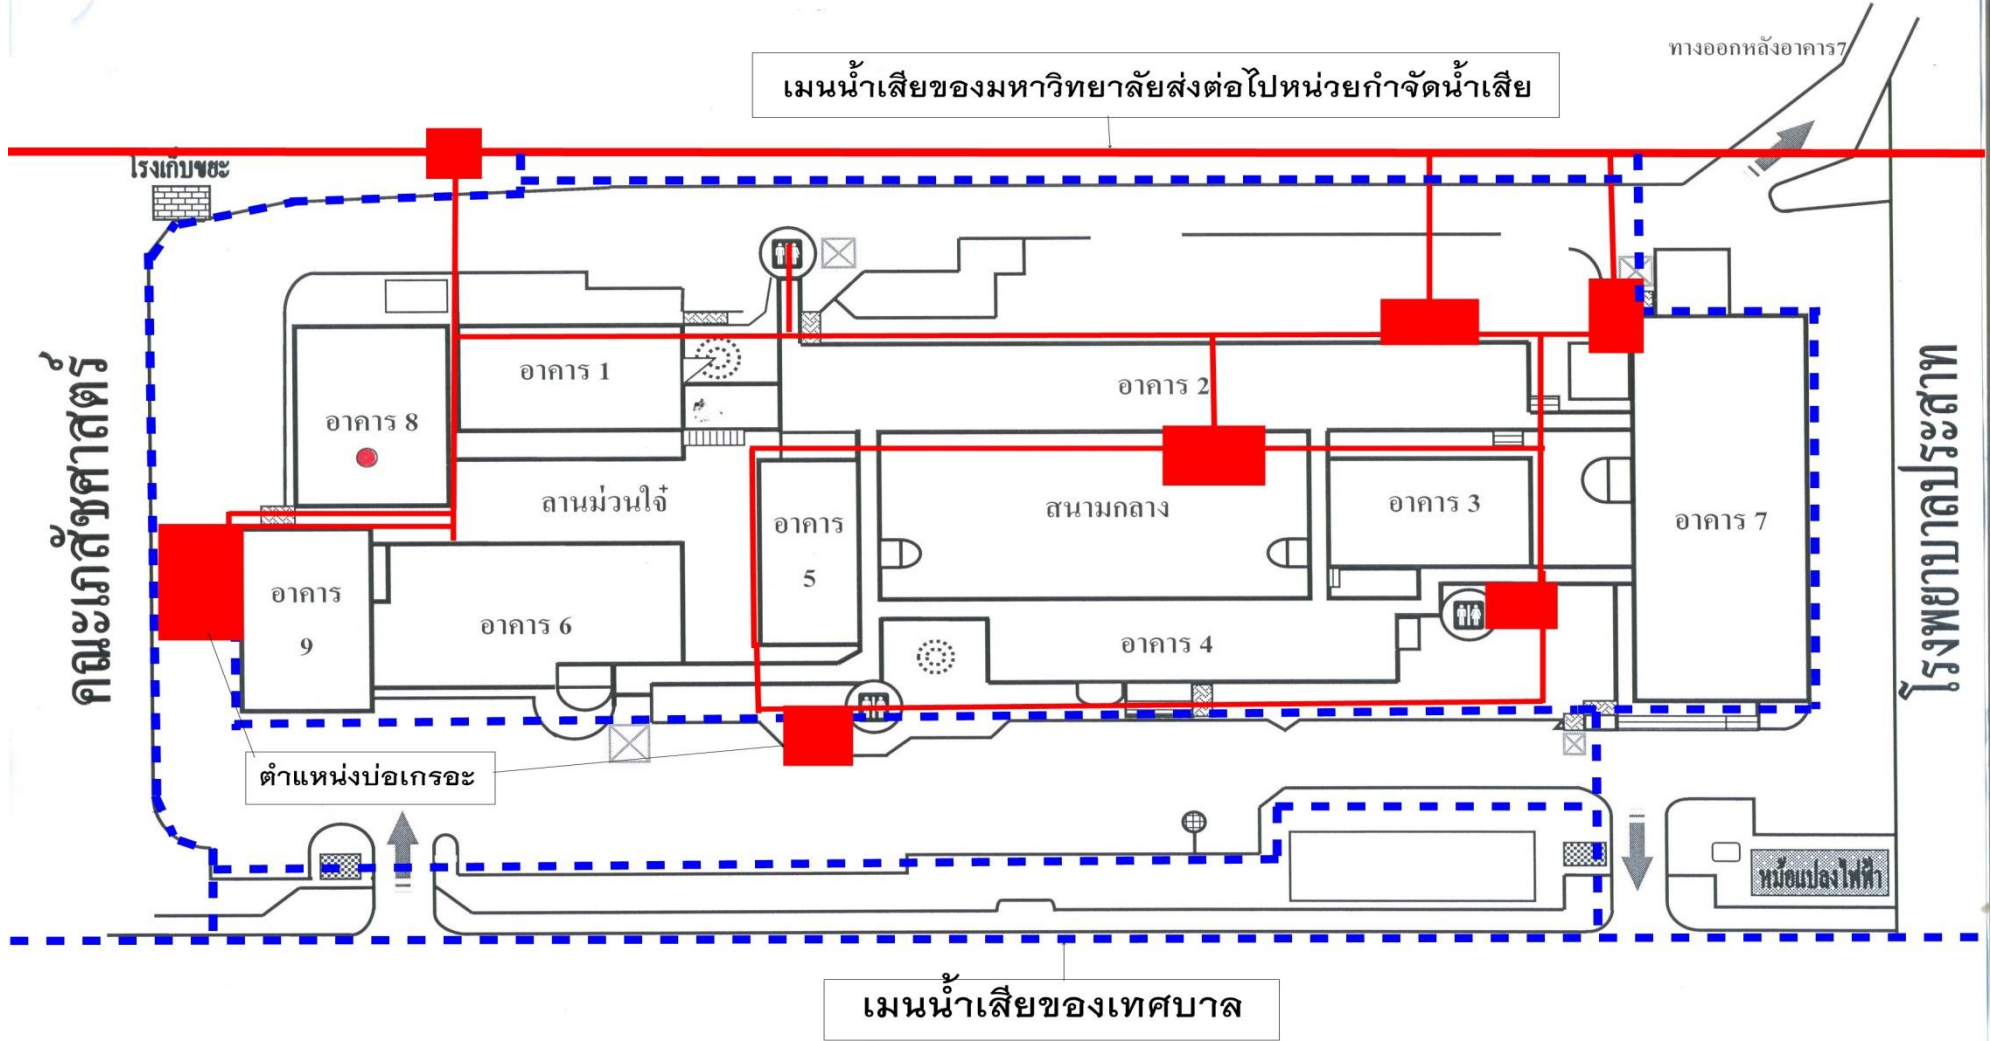 ทางออกหลังอาคาร7
เมนน้ำเสียของมหาวิทยาลัยส่งต่อไปหน่วยกำจัดน้ำเสีย
โรงเก็บขยะ
อาคาร 1
อาคาร 2
อาคาร 8
ลานม่วนใจ๋
อาคาร
5
สนามกลาง
อาคาร 3
อาคาร 7
คณะเภสัชศาสตร์
โรงพยาบาลประสาท
อาคาร
9
อาคาร 6
อาคาร 4
ตำแหน่งบ่อเกรอะ
หม้อแปลงไฟฟ้า
เมนน้ำเสียของเทศบาล